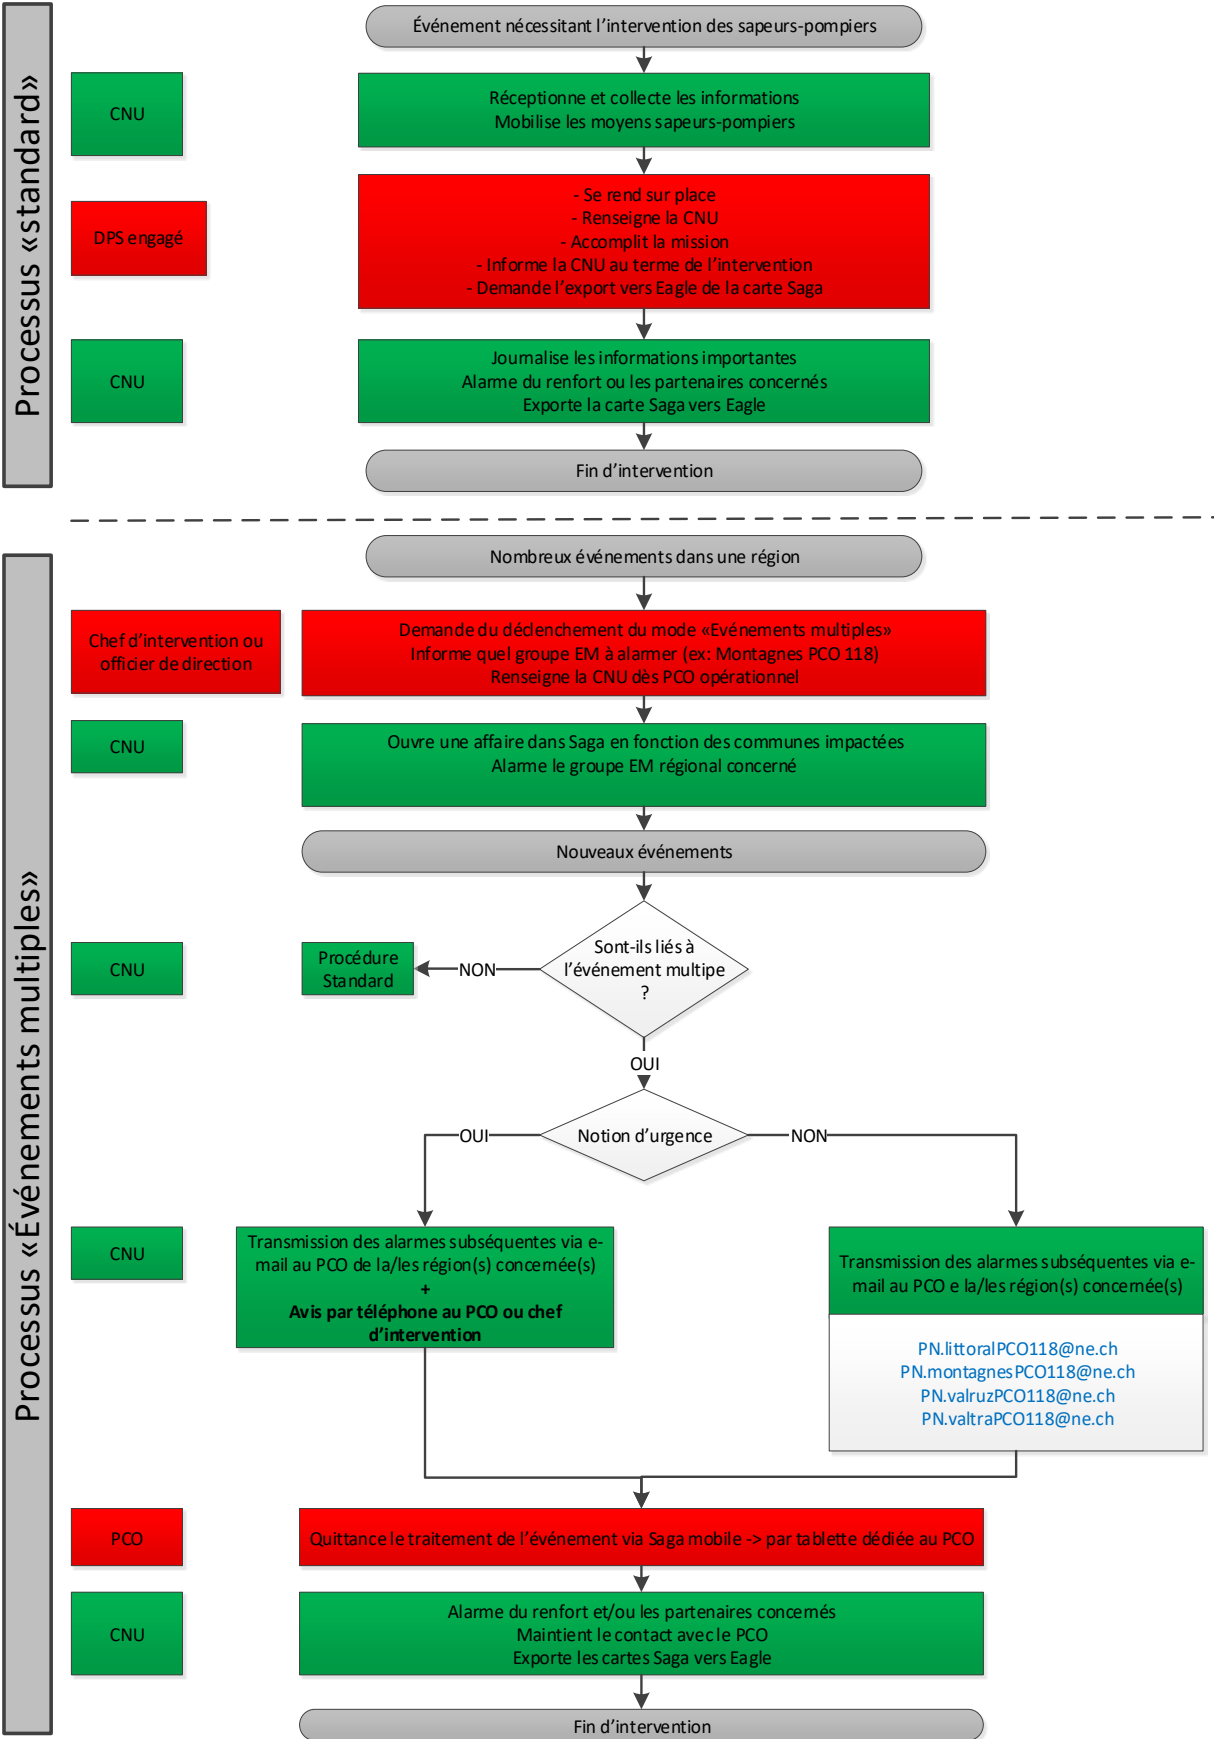 Processus «standard»
Événement nécessitant l’intervention des sapeurs-pompiers
CNU
Réceptionne et collecte les informations
Mobilise les moyens sapeurs-pompiers
DPS engagé
- Se rend sur place
- Renseigne la CNU
- Accomplit la mission
- Informe la CNU au terme de l’intervention
- Demande l’export vers Eagle de la carte Saga
CNU
Journalise les informations importantes
Alarme du renfort ou les partenaires concernés
Exporte la carte Saga vers Eagle
Fin d’intervention
Processus «Événements multiples»
Nombreux événements dans une région
Chef d’intervention ou
officier de direction
Demande du déclenchement du mode «Evénements multiples»
Informe quel groupe EM à alarmer (ex: Montagnes PCO 118)
Renseigne la CNU dès PCO opérationnel
CNU
Ouvre une affaire dans Saga en fonction des communes impactées
Alarme le groupe EM régional concerné
Nouveaux événements
CNU
Procédure
Standard
NON
Sont-ils liés à
l’événement multipe
?
OUI
OUI
Notion d’urgence
NON
CNU
Transmission des alarmes subséquentes via e-
mail au PCO de la/les région(s) concernée(s)
+
Avis par téléphone au PCO ou chef
d’intervention
Transmission des alarmes subséquentes via e-
mail au PCO e la/les région(s) concernée(s)
PN.littoralPCO118@ne.ch
PN.montagnesPCO118@ne.ch
PN.valruzPCO118@ne.ch
PN.valtraPCO118@ne.ch
PCO
Quittance le traitement de l’événement via Saga mobile -> par tablette dédiée au PCO
CNU
Alarme du renfort et/ou les partenaires concernés
Maintient le contact avec le PCO
Exporte les cartes Saga vers Eagle
Fin d’intervention